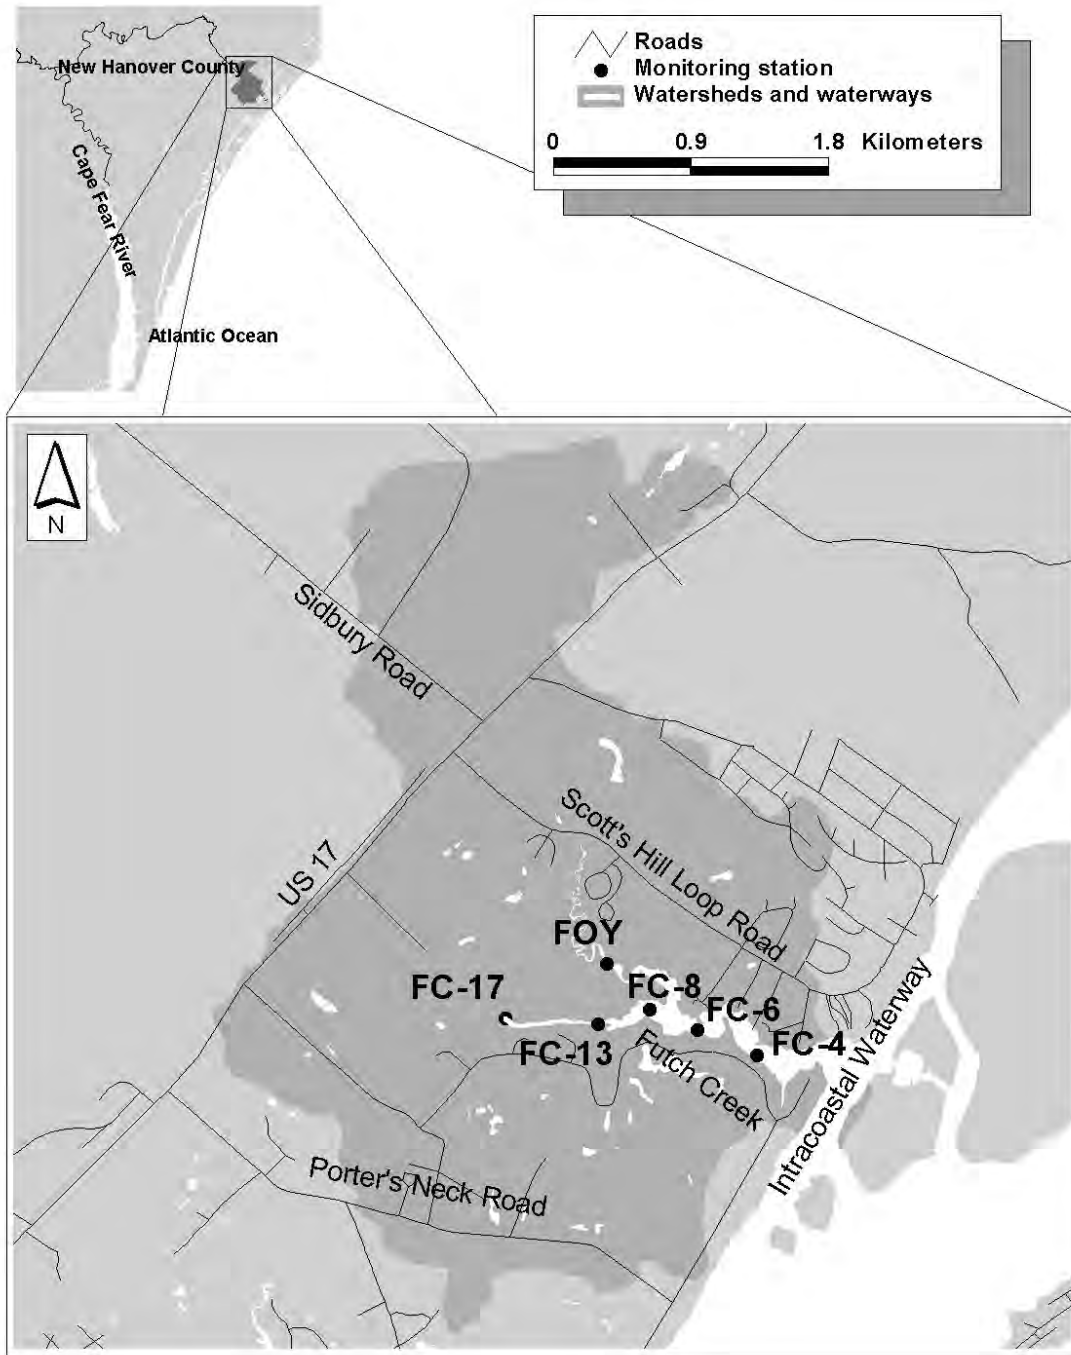 New Hanover County
Cape Fear River
Atlantic Ocean
Roads
Monitoring station
Watersheds and waterways
0 0.9 1.8 Kilometers
N
Sidbury Road
US 17
Scott's Hill Loop Road
FOY
FC-17
FC-8
FC-6
FC-13
FC-4
Futch Creek
Intracoastal Waterway
Porter's Neck Road